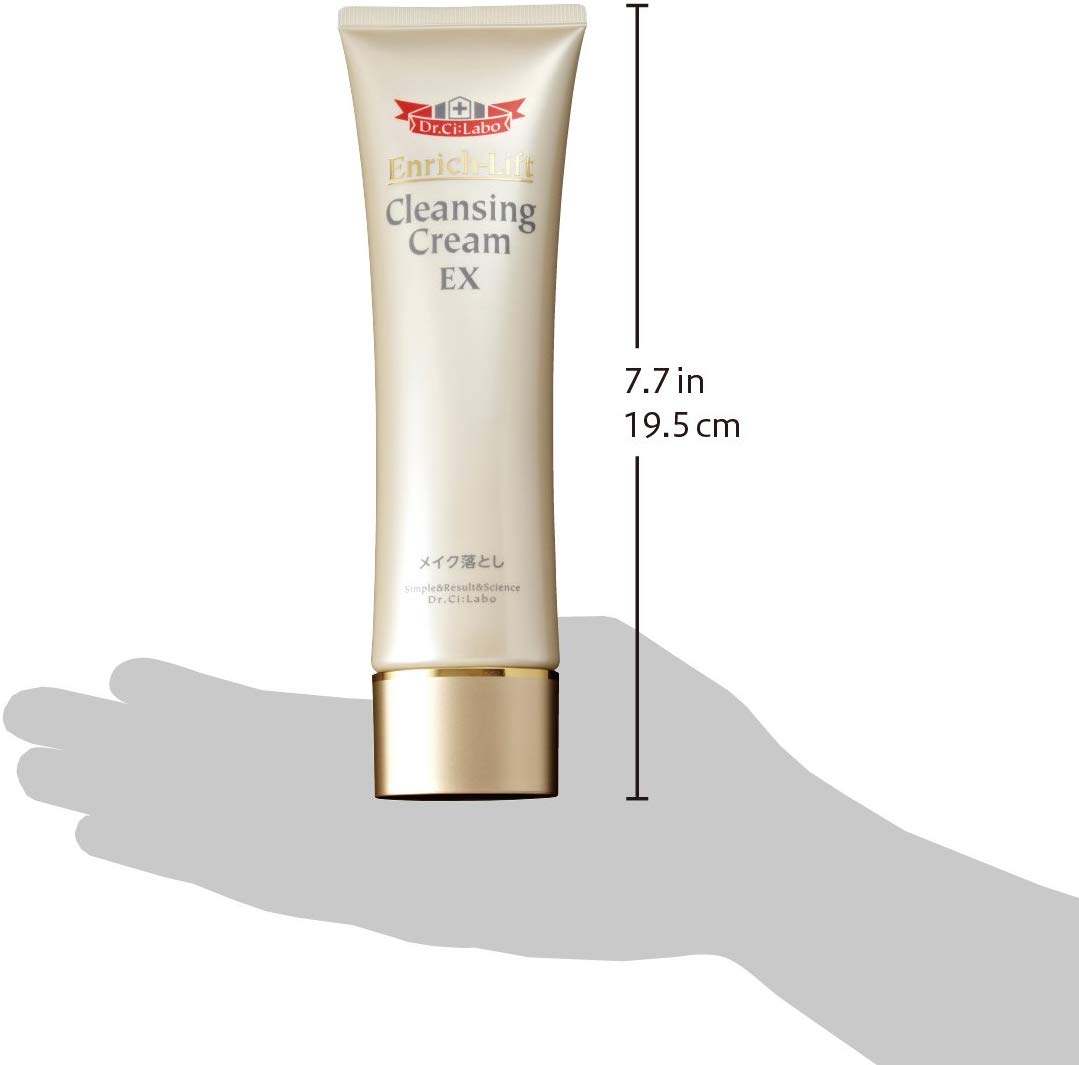 Dr.Ci:Labo
Enrich-Lift
Cleansing
Cream
EX
メイク落とし
Simple&Result&Science
Dr.Ci:Labo
7.7 in
19.5 cm